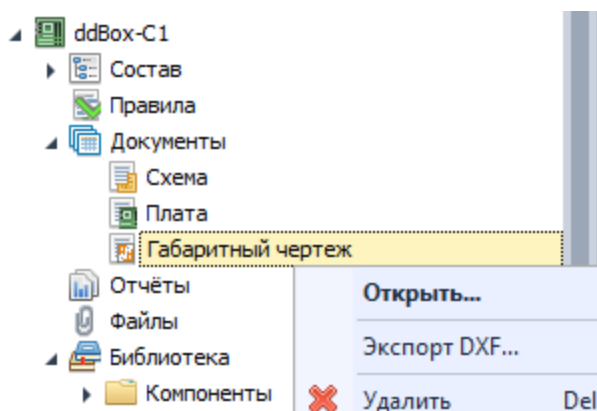 ddBox-C1
Состав
Правила
Документы
Схема
Плата
Габаритный чертеж
Отчёты
Открыть...
Файлы
Экспорт DXF...
Библиотека
Компоненты
Удалить Del